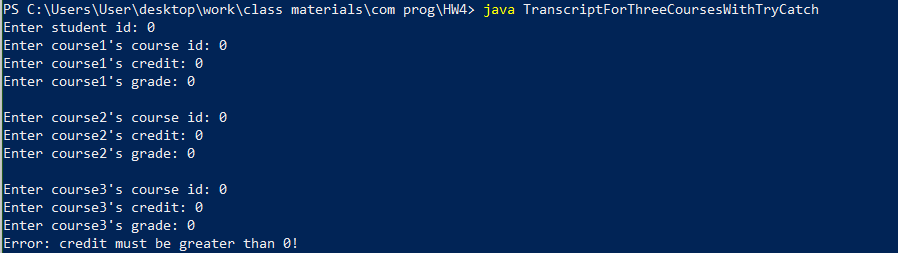 PS C:\Users\User\desktop\work\class materials\com prog\HW4> java TranscriptForThreeCoursesWithTryCatch
Enter student id: 0
Enter course1's course id: 0
Enter course1's credit: 0
Enter course1's grade: 0
Enter course2's course id: 0
Enter course2's credit: 0
Enter course2's grade: 0
Enter course3's course id: 0
Enter course3's credit: 0
Enter course3's grade: 0
Error: credit must be greater than 0!